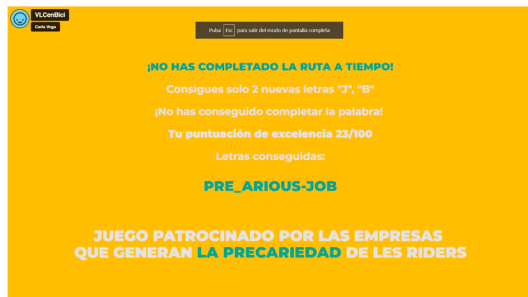 VLCenBici
Carla Vega
Pulsa Esc para salir del modo de pantalla completa
¡NO HAS COMPLETADO LA RUTA A TIEMPO!
Consigues solo 2 nuevas letras "J", "B"
¡No has conseguido completar la palabra!
Tu puntuación de excelencia 23/100
Letras conseguidas:
PRE_ARIOUS-JOB
JUEGO PATROCINADO POR LAS EMPRESAS
QUE GENERAN LA PRECARIEDAD DE LES RIDERS